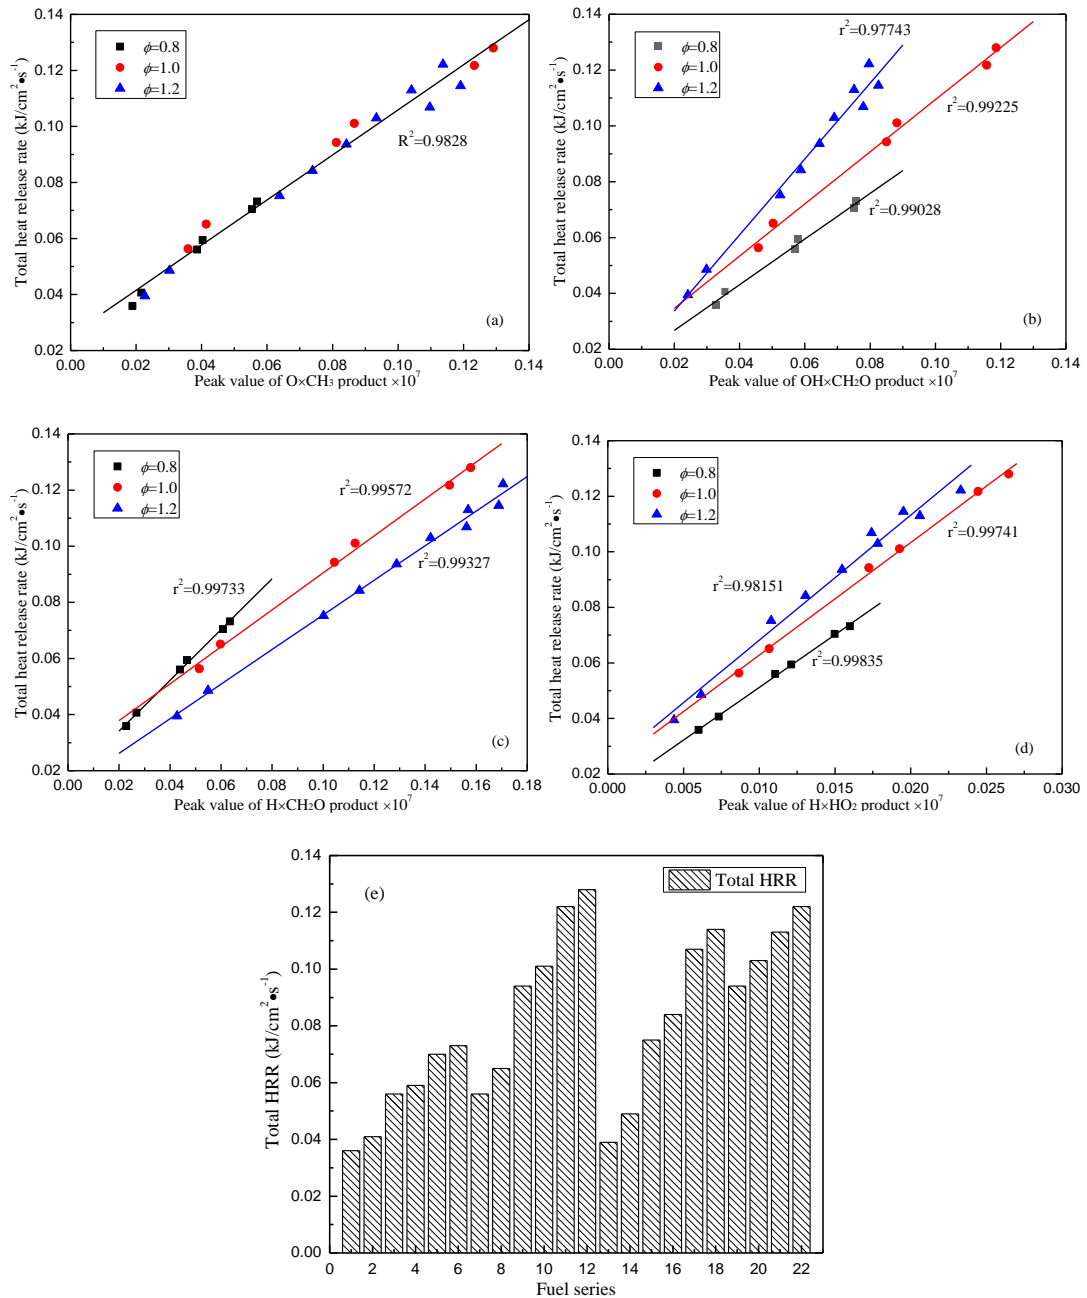 0.14
0.12
0.10
0.08
0.06
0.04
0.02
Total heat release rate (kJ/cm²•s⁻¹)
ϕ=0.8
ϕ=1.0
ϕ=1.2
R²=0.9828
(a)
0.00 0.02 0.04 0.06 0.08 0.10 0.12 0.14
Peak value of O×CH₃ product ×10⁷
0.14
0.12
0.10
0.08
0.06
0.04
0.02
Total heat release rate (kJ/cm²•s⁻¹)
ϕ=0.8
ϕ=1.0
ϕ=1.2
r²=0.97743
r²=0.99225
r²=0.99028
(b)
0.00 0.02 0.04 0.06 0.08 0.10 0.12 0.14
Peak value of OH×CH₂O product ×10⁷
0.14
0.12
0.10
0.08
0.06
0.04
0.02
Total heat release rate (kJ/cm²•s⁻¹)
ϕ=0.8
ϕ=1.0
ϕ=1.2
r²=0.99572
r²=0.99327
r²=0.99733
(c)
0.00 0.02 0.04 0.06 0.08 0.10 0.12 0.14 0.16 0.18
Peak value of H×CH₂O product ×10⁷
0.14
0.12
0.10
0.08
0.06
0.04
0.02
Total heat release rate (kJ/cm²•s⁻¹)
ϕ=0.8
ϕ=1.0
ϕ=1.2
r²=0.99741
r²=0.98151
r²=0.99835
(d)
0.000 0.005 0.010 0.015 0.020 0.025 0.030
Peak value of H×HO₂ product ×10⁷
0.14
0.12
0.10
0.08
0.06
0.04
0.02
0.00
Total HRR (kJ/cm²•s⁻¹)
(e)
Total HRR
0 2 4 6 8 10 12 14 16 18 20 22
Fuel series